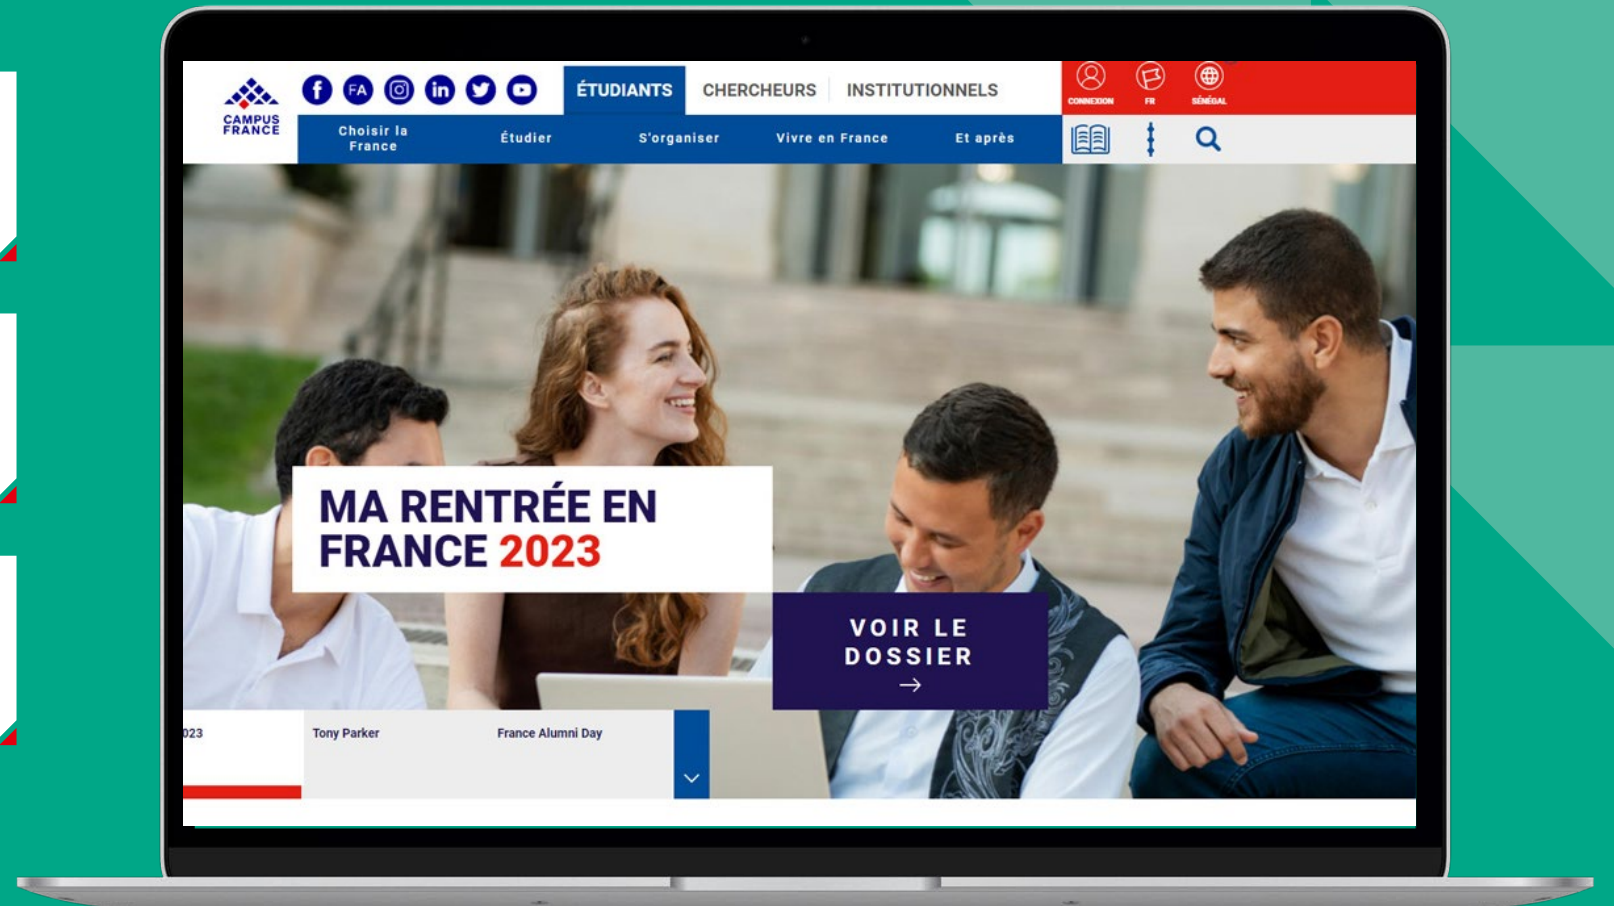 CAMPUS
FRANCE
f FA in
ÉTUDIANTS CHERCHEURS INSTITUTIONNELS
CONNEXION FR SÉNÉGAL
Choisir la
France
Étudier S'organiser Vivre en France Et après
MA RENTRÉE EN
FRANCE 2023
VOIR LE
DOSSIER
→
023 Tony Parker France Alumni Day